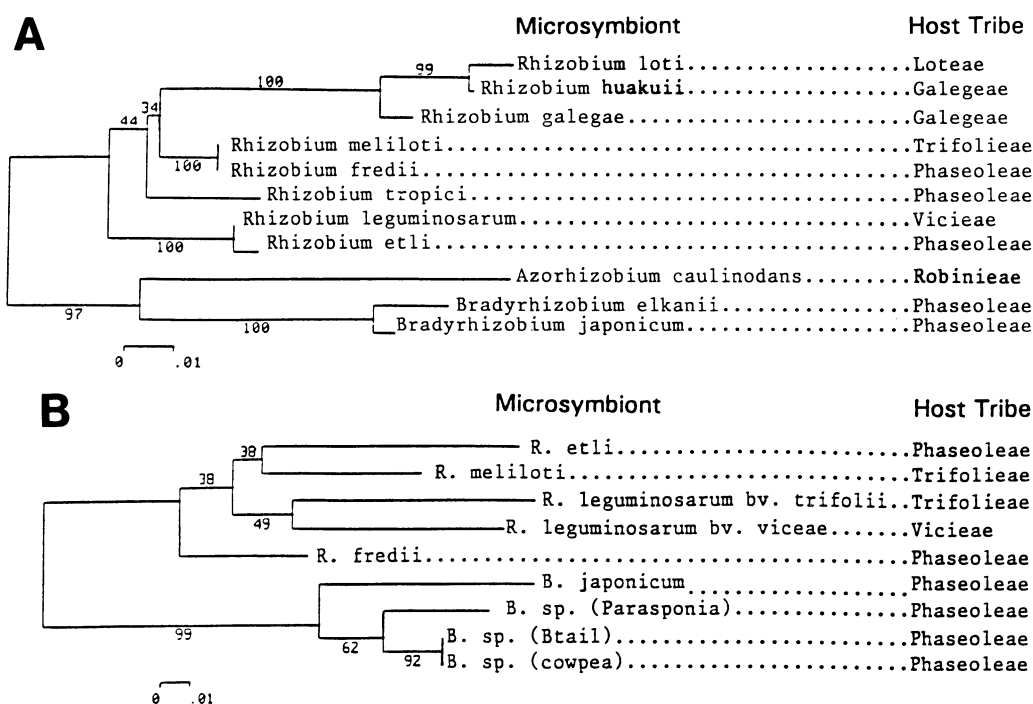 A
Microsymbiont Host Tribe
99 Rhizobium loti....................Loteae
100 Rhizobium huakuii....................Galegeae
34 Rhizobium galegae....................Galegeae
44 Rhizobium meliloti....................Trifolieae
100 Rhizobium fredii....................Phaseoleae
Rhizobium tropici....................Phaseoleae
Rhizobium leguminosarum....................Vicieae
100 Rhizobium etli....................Phaseoleae
Azorhizobium caulinodans.........Robinieae
97 Bradyrhizobium elkanii...............Phaseoleae
100 Bradyrhizobium japonicum....................Phaseoleae
0 .01
B
Microsymbiont Host Tribe
38 R. etli....................Phaseoleae
38 R. meliloti....................Trifolieae
R. leguminosarum bv. trifolii..Trifolieae
49 R. leguminosarum bv. viceae.......Vicieae
R. fredii....................Phaseoleae
B. japonicum....................Phaseoleae
B. sp. (Parasponia)..............Phaseoleae
99 62 B. sp. (Btail)....................Phaseoleae
92 B. sp. (cowpea)....................Phaseoleae
0 .01